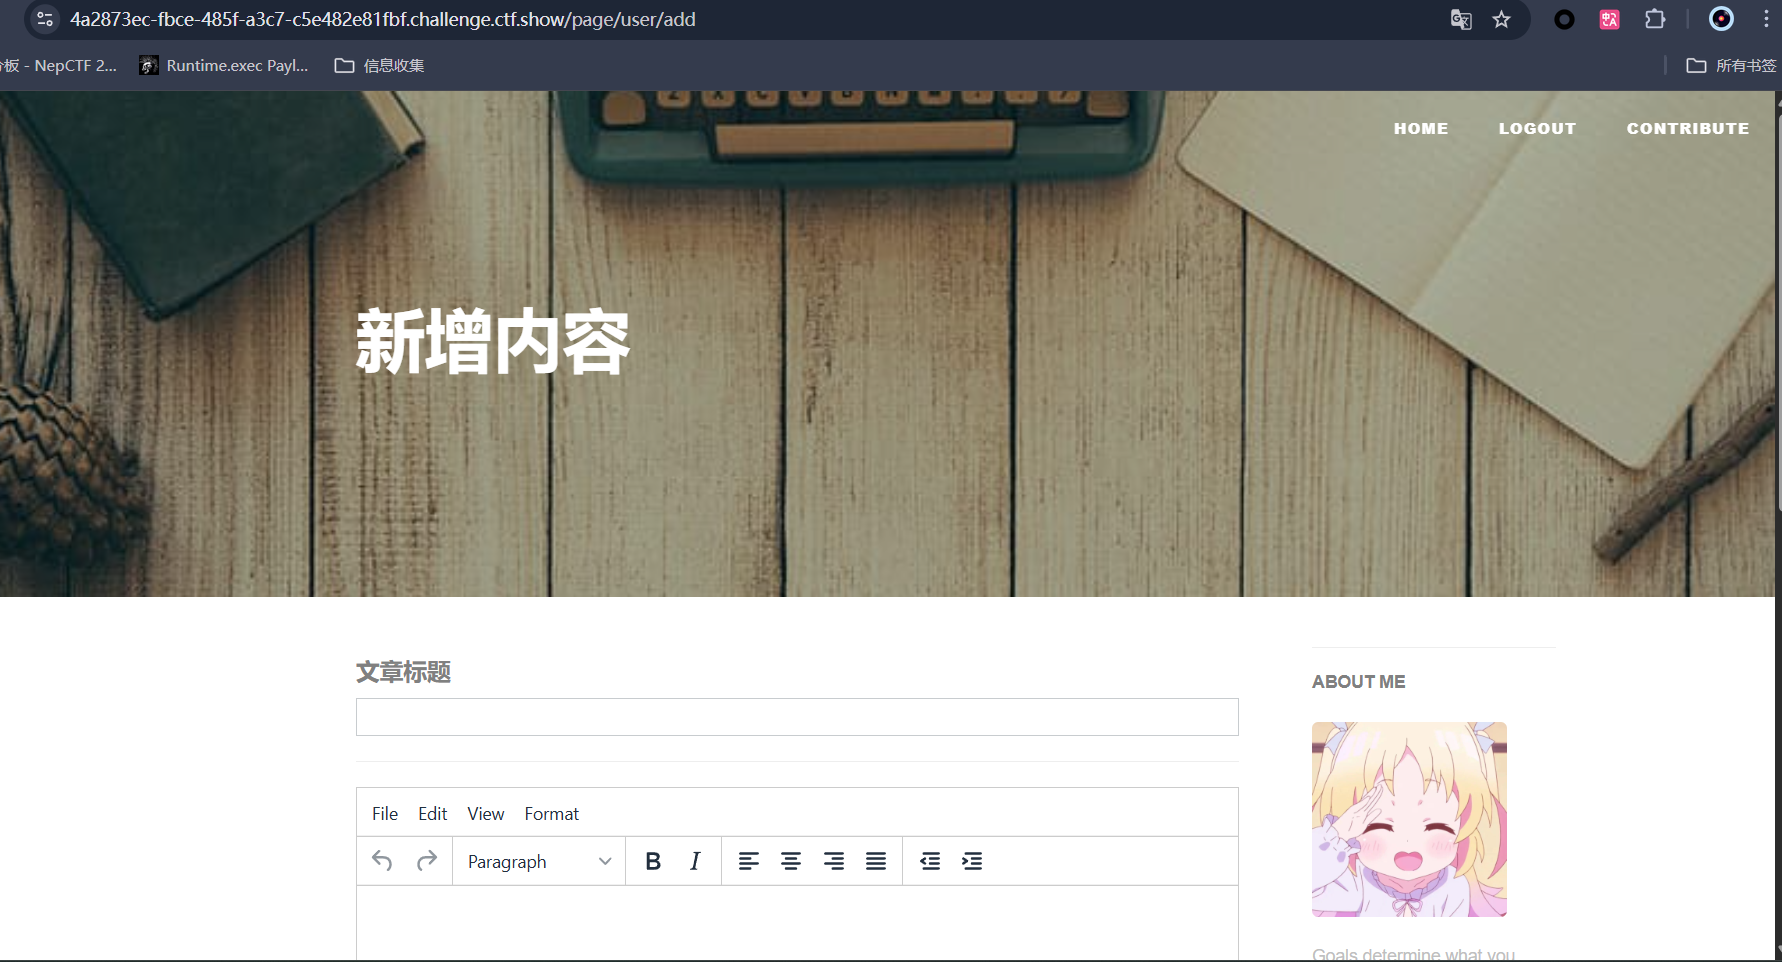 4a2873ec-fbce-485f-a3c7-c5e482e81fbf.challenge.ctf.show/page/user/add
板 - NepCTF 2...
Runtime.exec Payl...
信息收集
所有书签
HOME
LOGOUT
CONTRIBUTE
新增内容
文章标题
File
Edit
View
Format
Paragraph
B
I
ABOUT ME
Goals determine what you